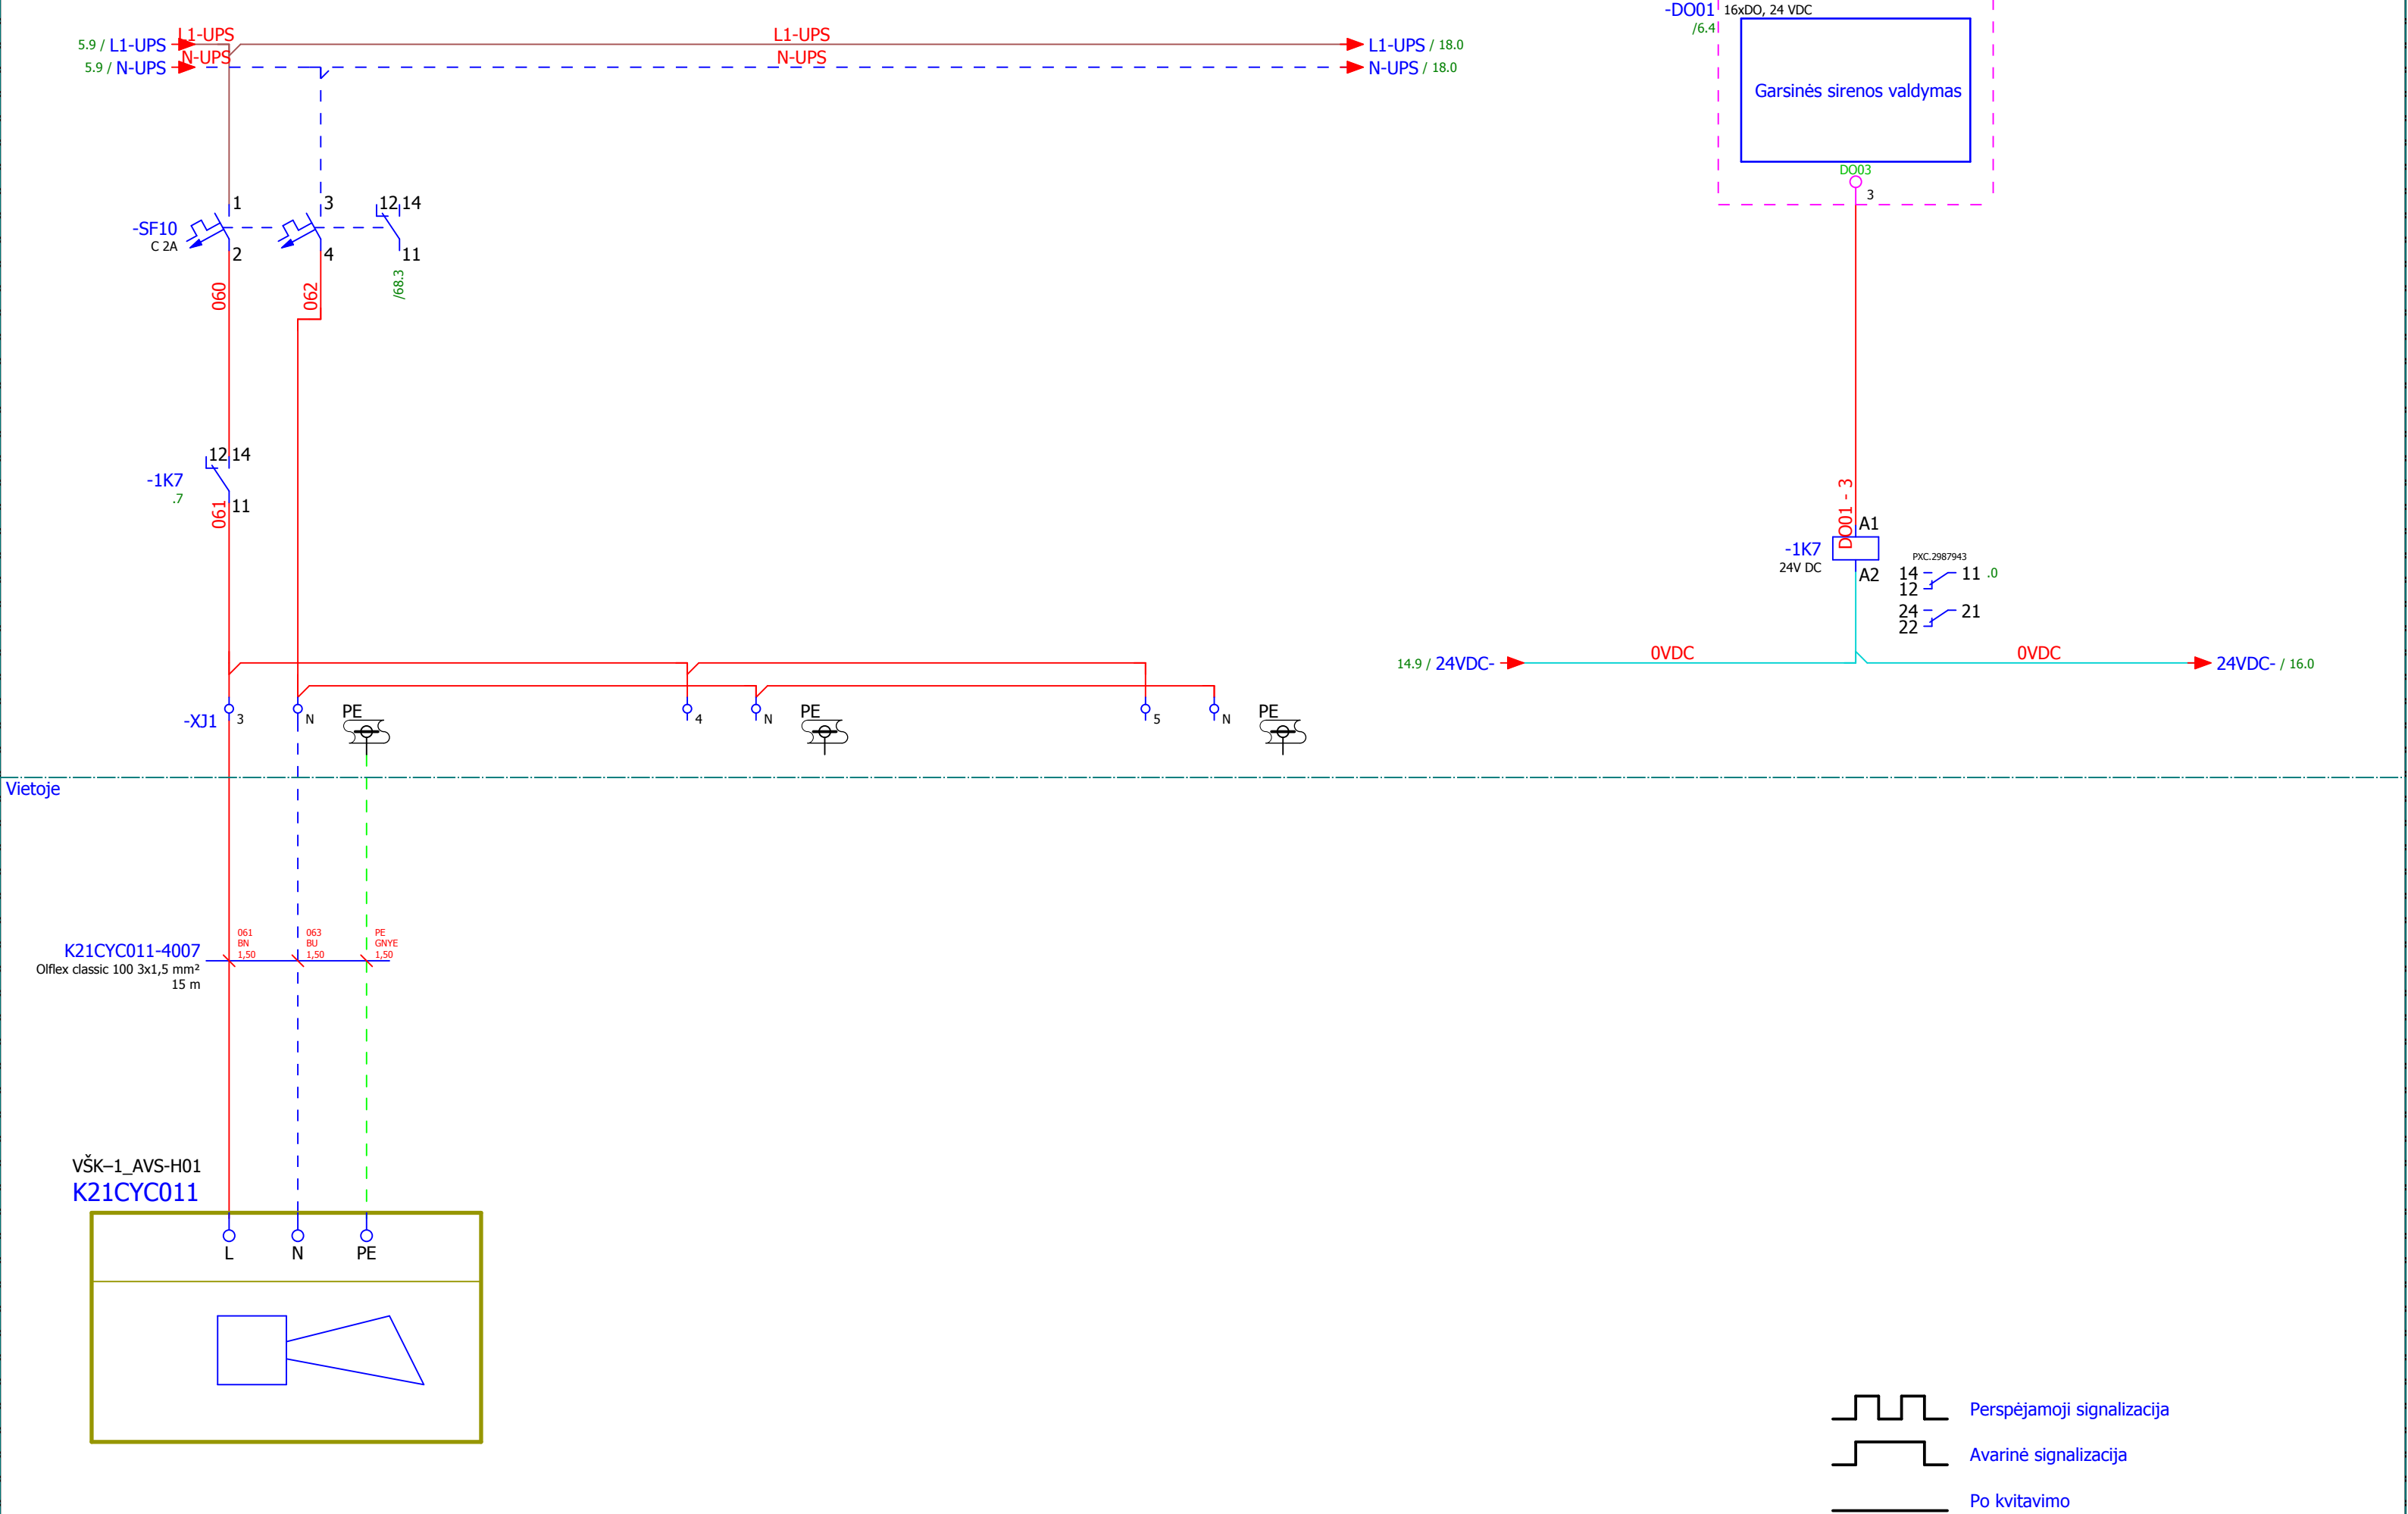 -DO01 16xDO, 24 VDC
/6.4
5.9 / L1-UPS L1-UPS L1-UPS L1-UPS / 18.0
5.9 / N-UPS N-UPS N-UPS N-UPS / 18.0
Garsinės sirenos valdymas
DO03
3
1 3 12 14
-SF10
C 2A
2 4 11
060 062 /68.3
12 14
-1K7
.7
11
061
DO01 - 3
A1
-1K7
24V DC
A2
PXC.2987943
14 11 .0
12
24 21
22
14.9 / 24VDC- 0VDC 0VDC 24VDC- / 16.0
-XJ1 3 N PE 4 N PE 5 N PE
Vietoje
K21CYC011-4007
Olflex classic 100 3x1,5 mm²
15 m
061
BN
1,50
063
BU
1,50
PE
GNYE
1,50
VŠK–1_AVS-H01
K21CYC011
L N PE
Perspėjamoji signalizacija
Avarinė signalizacija
Po kvitavimo